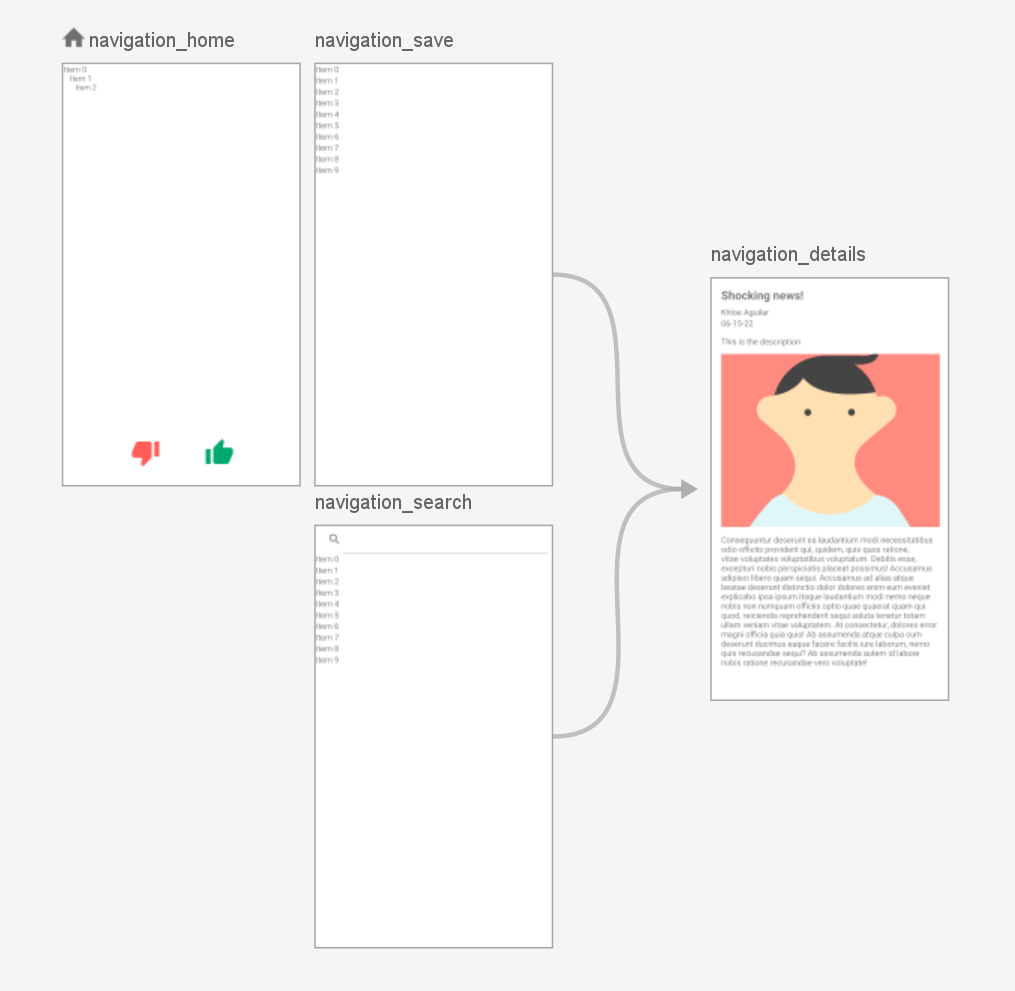 navigation_home
Item 0
Item 1
Item 2
navigation_save
Item 0
Item 1
Item 2
Item 3
Item 4
Item 5
Item 6
Item 7
Item 8
Item 9
navigation_search
Item 0
Item 1
Item 2
Item 3
Item 4
Item 5
Item 6
Item 7
Item 8
Item 9
navigation_details
Shocking news!
Khloe Aguilar
06-15-22
This is the description
Consequuntur deserunt ea laudantium modi necessitatibus
odio officiis provident qui, quidem, quis quos ratione,
vitae voluptates voluptatibus voluptatum. Debitis esse,
excepturi nobis perspiciatis placeat possimus! Accusamus
adipisci libero quam sequi. Accusamus ad alias atque
beatae deserunt distinctio dolor dolores enim eum eveniet
explicabo ipsa ipsum itaque laudantium modi nemo neque
nobis non numquam officiis optio quae quaerat quam qui
quod, reiciendis reprehenderit sequi soluta tenetur totam
ullam veniam vitae voluptatem. At consectetur, dolores error
magni officia quia quis! Ab assumenda atque culpa cum
deserunt ducimus eaque facere facilis iure laborum, nemo
quis recusandae sequi? Ab assumenda autem id labore
nobis ratione recusandae vero voluptate!